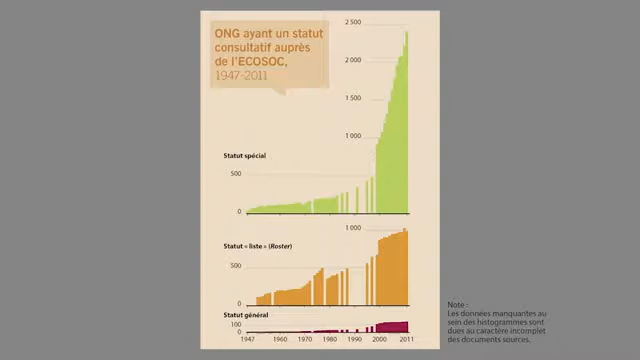 ONG ayant un statut
consultatif auprès
de l'ECOSOC,
1947-2011
2 500
2 000
1 500
1 000
Statut spécial
500
0
1 000
Statut « liste » (Roster)
500
0
Statut général
100
0
1947 1960 1970 1980 1990 2000 2011
Note :
Les données manquantes au
sein des histogrammes sont
dues au caractère incomplet
des documents sources.